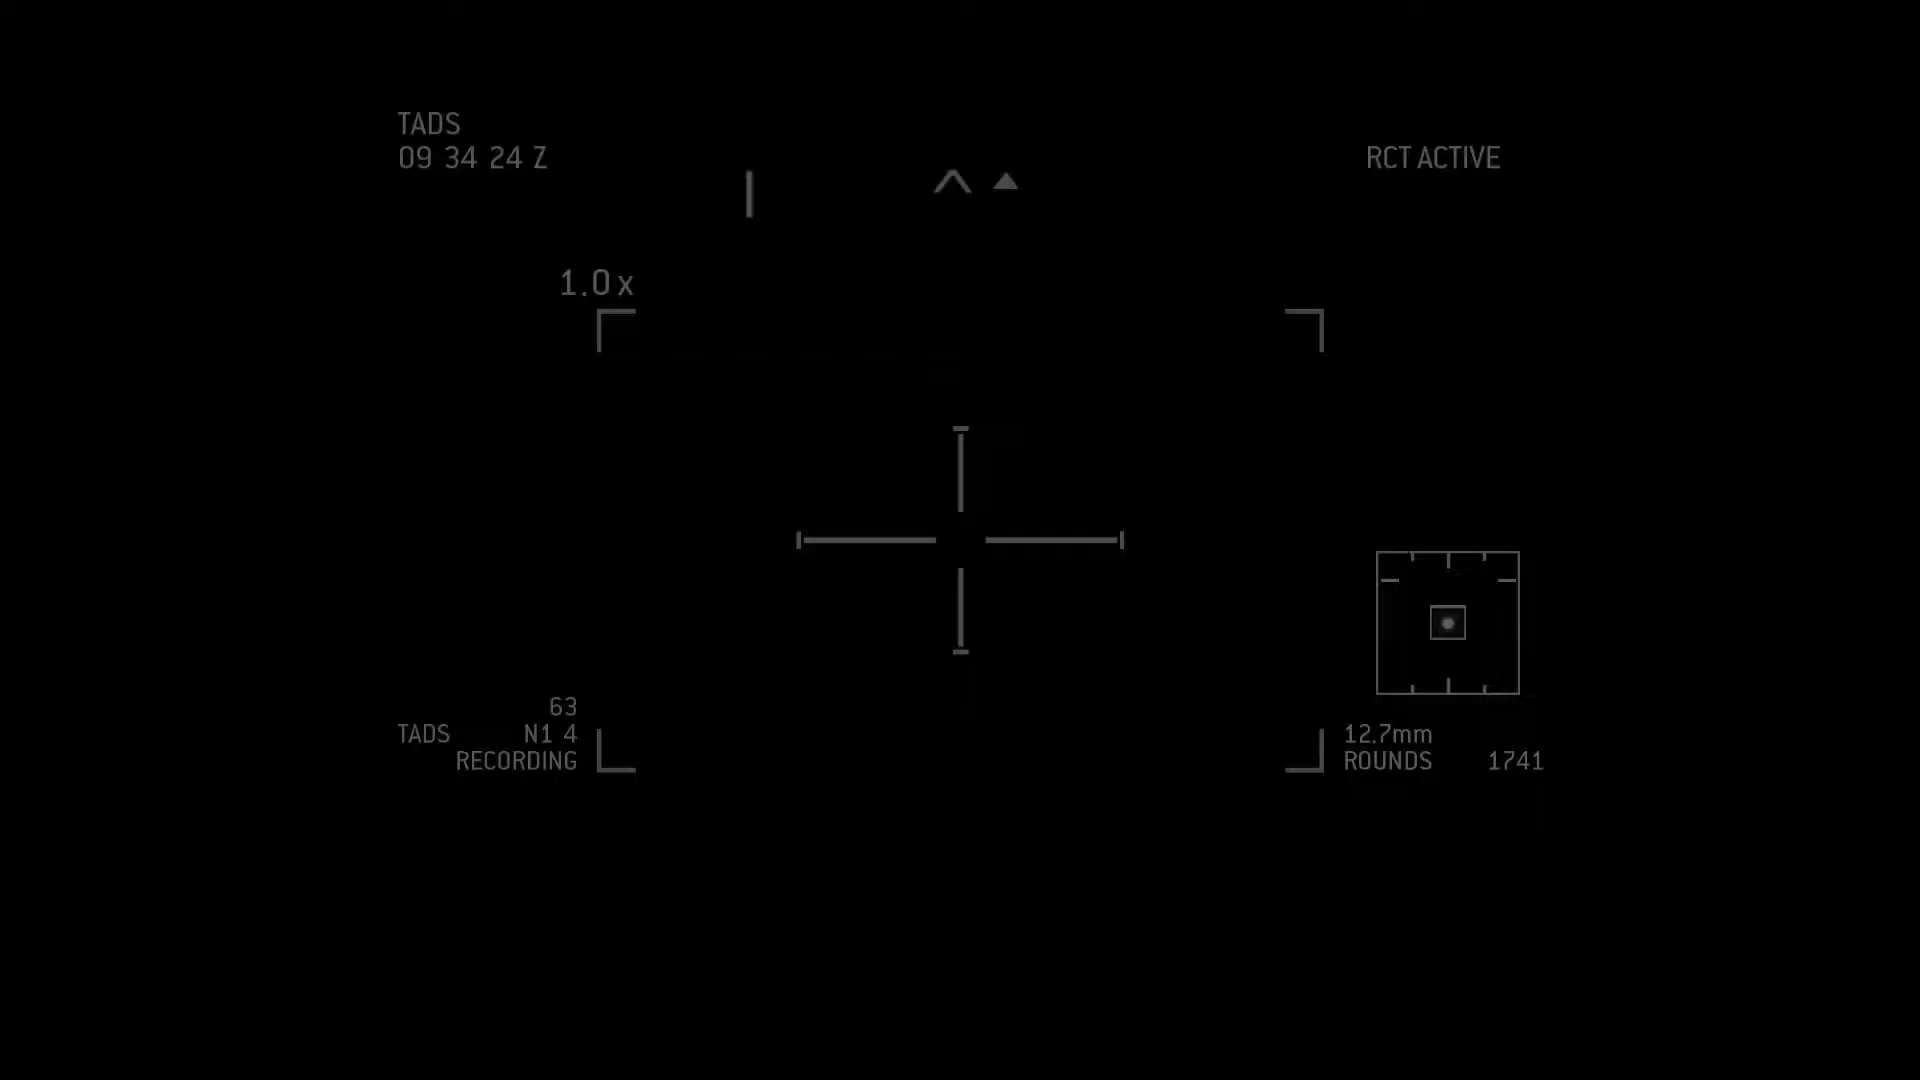 TADS
09 34 24 Z
RCT ACTIVE
1.0 x
63
TADS N1 4
RECORDING
12.7mm
ROUNDS 1741